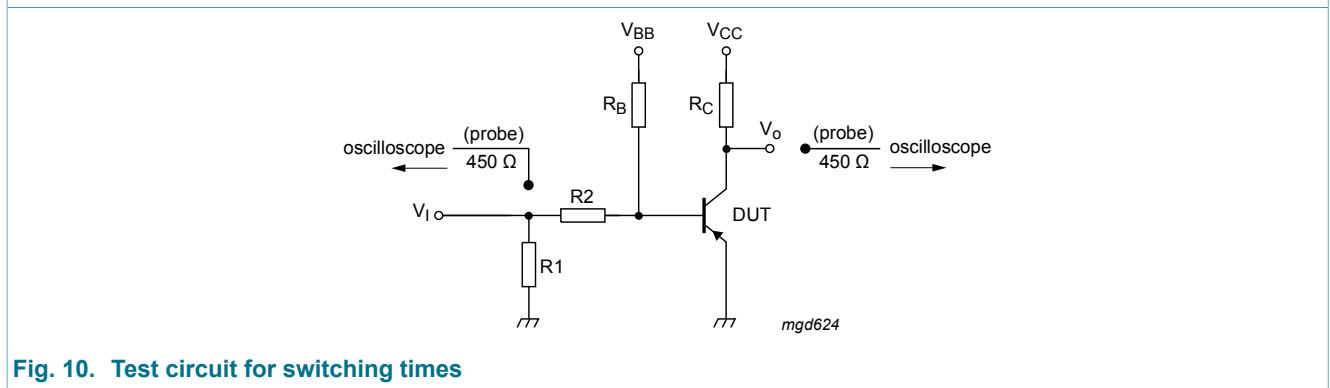 VBB
VCC
RB
RC
Vo
(probe)
450 Ω
oscilloscope
(probe)
450 Ω
oscilloscope
R2
VI
DUT
R1
mgd624
Fig. 10. Test circuit for switching times